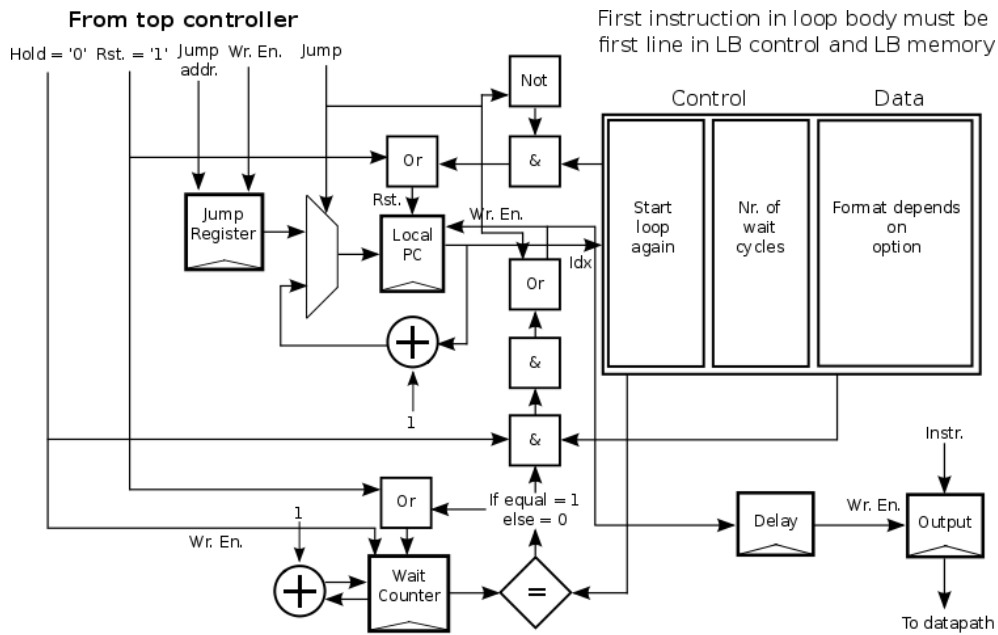 From top controller
First instruction in loop body must be
first line in LB control and LB memory
Hold = '0'
Rst. = '1'
Jump
addr.
Wr. En.
Jump
Not
Control
Data
Or
&
Rst.
Jump
Register
Local
PC
Wr. En.
Idx
Start
loop
again
Nr. of
wait
cycles
Format depends
on
option
Or
+
1
&
&
Instr.
Or
If equal = 1
else = 0
1
Wr. En.
Delay
Wr. En.
Output
+
Wait
Counter
=
To datapath